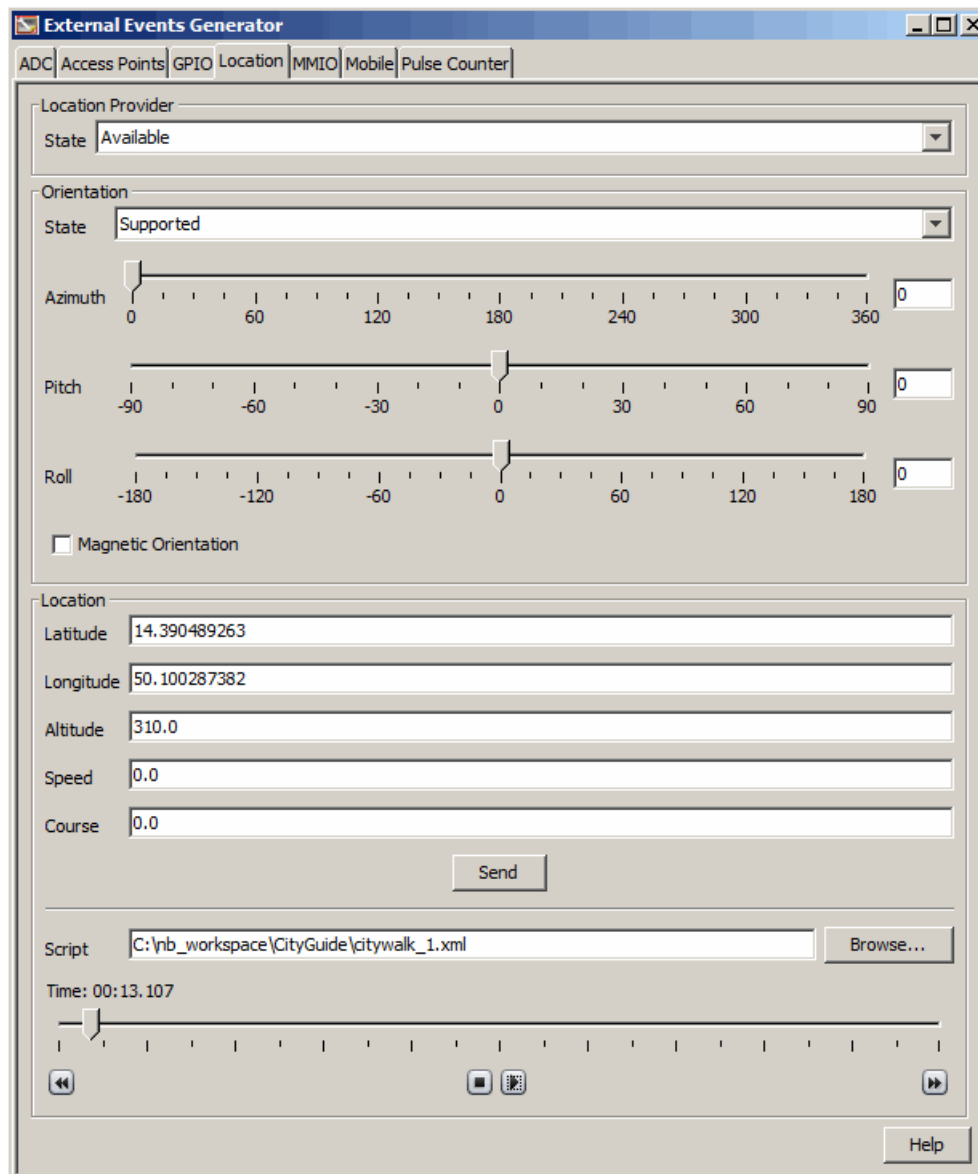 External Events Generator
ADC Access Points GPIO Location MMIO Mobile Pulse Counter
Location Provider
State Available
Orientation
State Supported
Azimuth 0
0 60 120 180 240 300 360
Pitch 0
-90 -60 -30 0 30 60 90
Roll 0
-180 -120 -60 0 60 120 180
Magnetic Orientation
Location
Latitude 14.390489263
Longitude 50.100287382
Altitude 310.0
Speed 0.0
Course 0.0
Send
Script C:\nb_workspace\CityGuide\citywalk_1.xml Browse...
Time: 00:13.107
Help